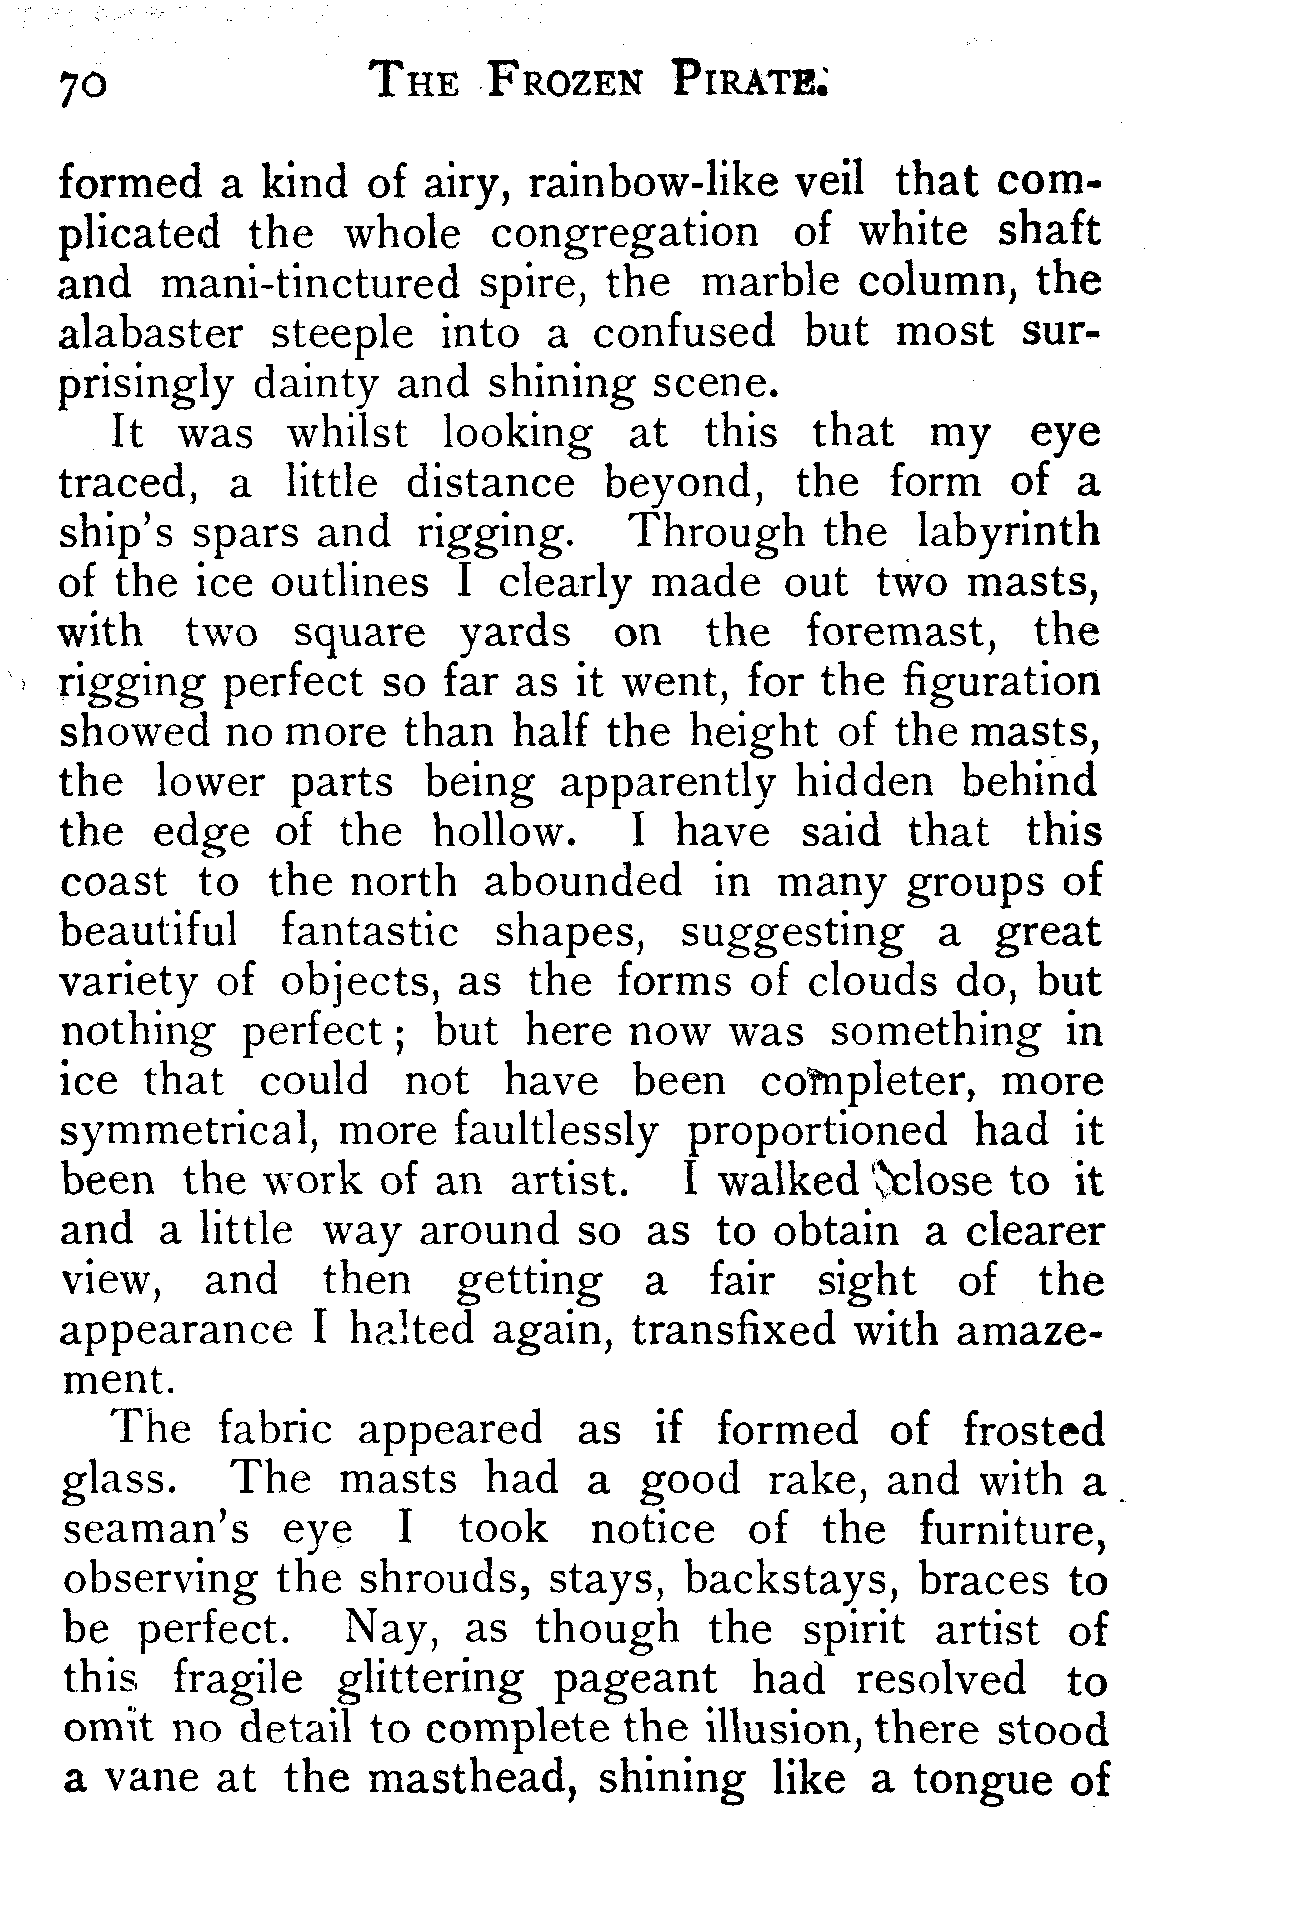 70 THE FROZEN PIRATE.
formed a kind of airy, rainbow-like veil that com-
plicated the whole congregation of white shaft
and mani-tinctured spire, the marble column, the
alabaster steeple into a confused but most sur-
prisingly dainty and shining scene.
It was whilst looking at this that my eye
traced, a little distance beyond, the form of a
ship's spars and rigging. Through the labyrinth
of the ice outlines I clearly made out two masts,
with two square yards on the foremast, the
rigging perfect so far as it went, for the figuration
showed no more than half the height of the masts,
the lower parts being apparently hidden behind
the edge of the hollow. I have said that this
coast to the north abounded in many groups of
beautiful fantastic shapes, suggesting a great
variety of objects, as the forms of clouds do, but
nothing perfect; but here now was something in
ice that could not have been completer, more
symmetrical, more faultlessly proportioned had it
been the work of an artist. I walked close to it
and a little way around so as to obtain a clearer
view, and then getting a fair sight of the
appearance I halted again, transfixed with amaze-
ment.
The fabric appeared as if formed of frosted
glass. The masts had a good rake, and with a
seaman's eye I took notice of the furniture,
observing the shrouds, stays, backstays, braces to
be perfect. Nay, as though the spirit artist of
this fragile glittering pageant had resolved to
omit no detail to complete the illusion, there stood
a vane at the masthead, shining like a tongue of